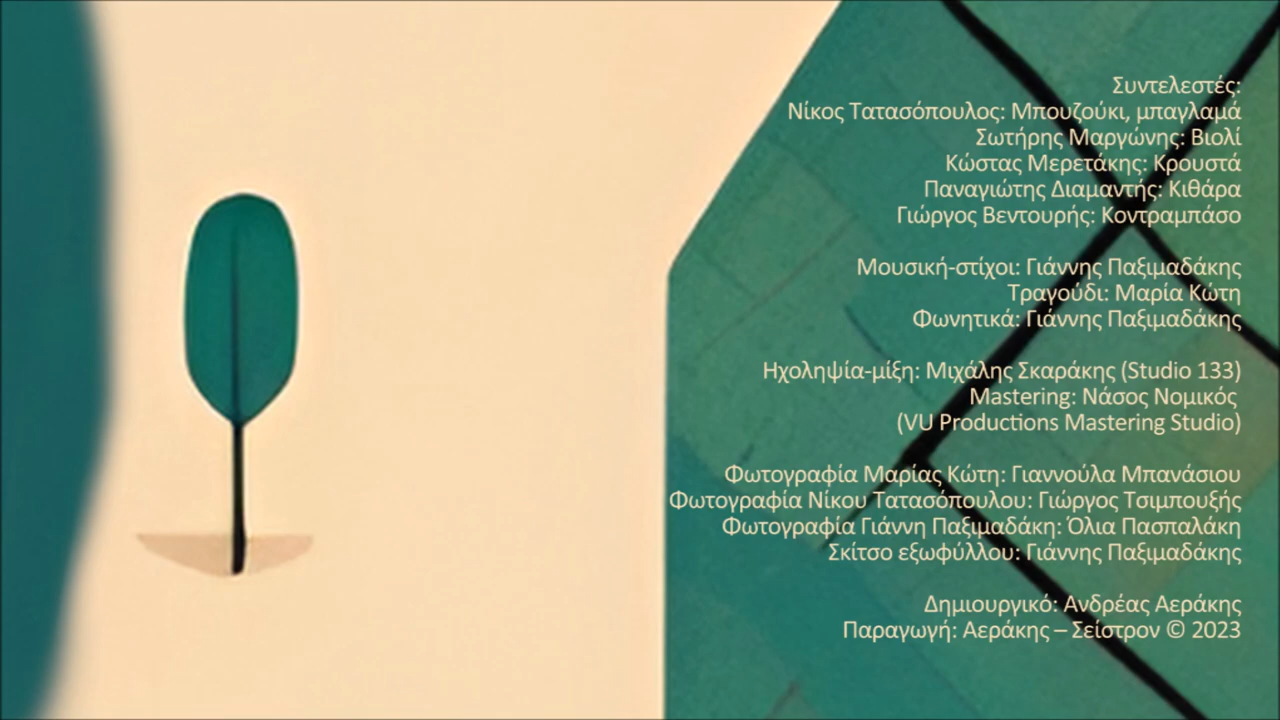 Συντελεστές:
Νίκος Τατασόπουλος: Μπουζούκι, μπαγλαμά
Σωτήρης Μαργώνης: Βιολί
Κώστας Μερετάκης: Κρουστά
Παναγιώτης Διαμαντής: Κιθάρα
Γιώργος Βεντουρής: Κοντραμπάσο
Μουσική-στίχοι: Γιάννης Παξιμαδάκης
Τραγούδι: Μαρία Κώτη
Φωνητικά: Γιάννης Παξιμαδάκης
Ηχοληψία-μίξη: Μιχάλης Σκαράκης (Studio 133)
Mastering: Νάσος Νομικός
(VU Productions Mastering Studio)
Φωτογραφία Μαρίας Κώτη: Γιαννούλα Μπανάσιου
Φωτογραφία Νίκου Τατασόπουλου: Γιώργος Τσιμπουξής
Φωτογραφία Γιάννη Παξιμαδάκη: Όλια Πασπαλάκη
Σκίτσο εξωφύλλου: Γιάννης Παξιμαδάκης
Δημιουργικό: Ανδρέας Αεράκης
Παραγωγή: Αεράκης – Σείστρον © 2023